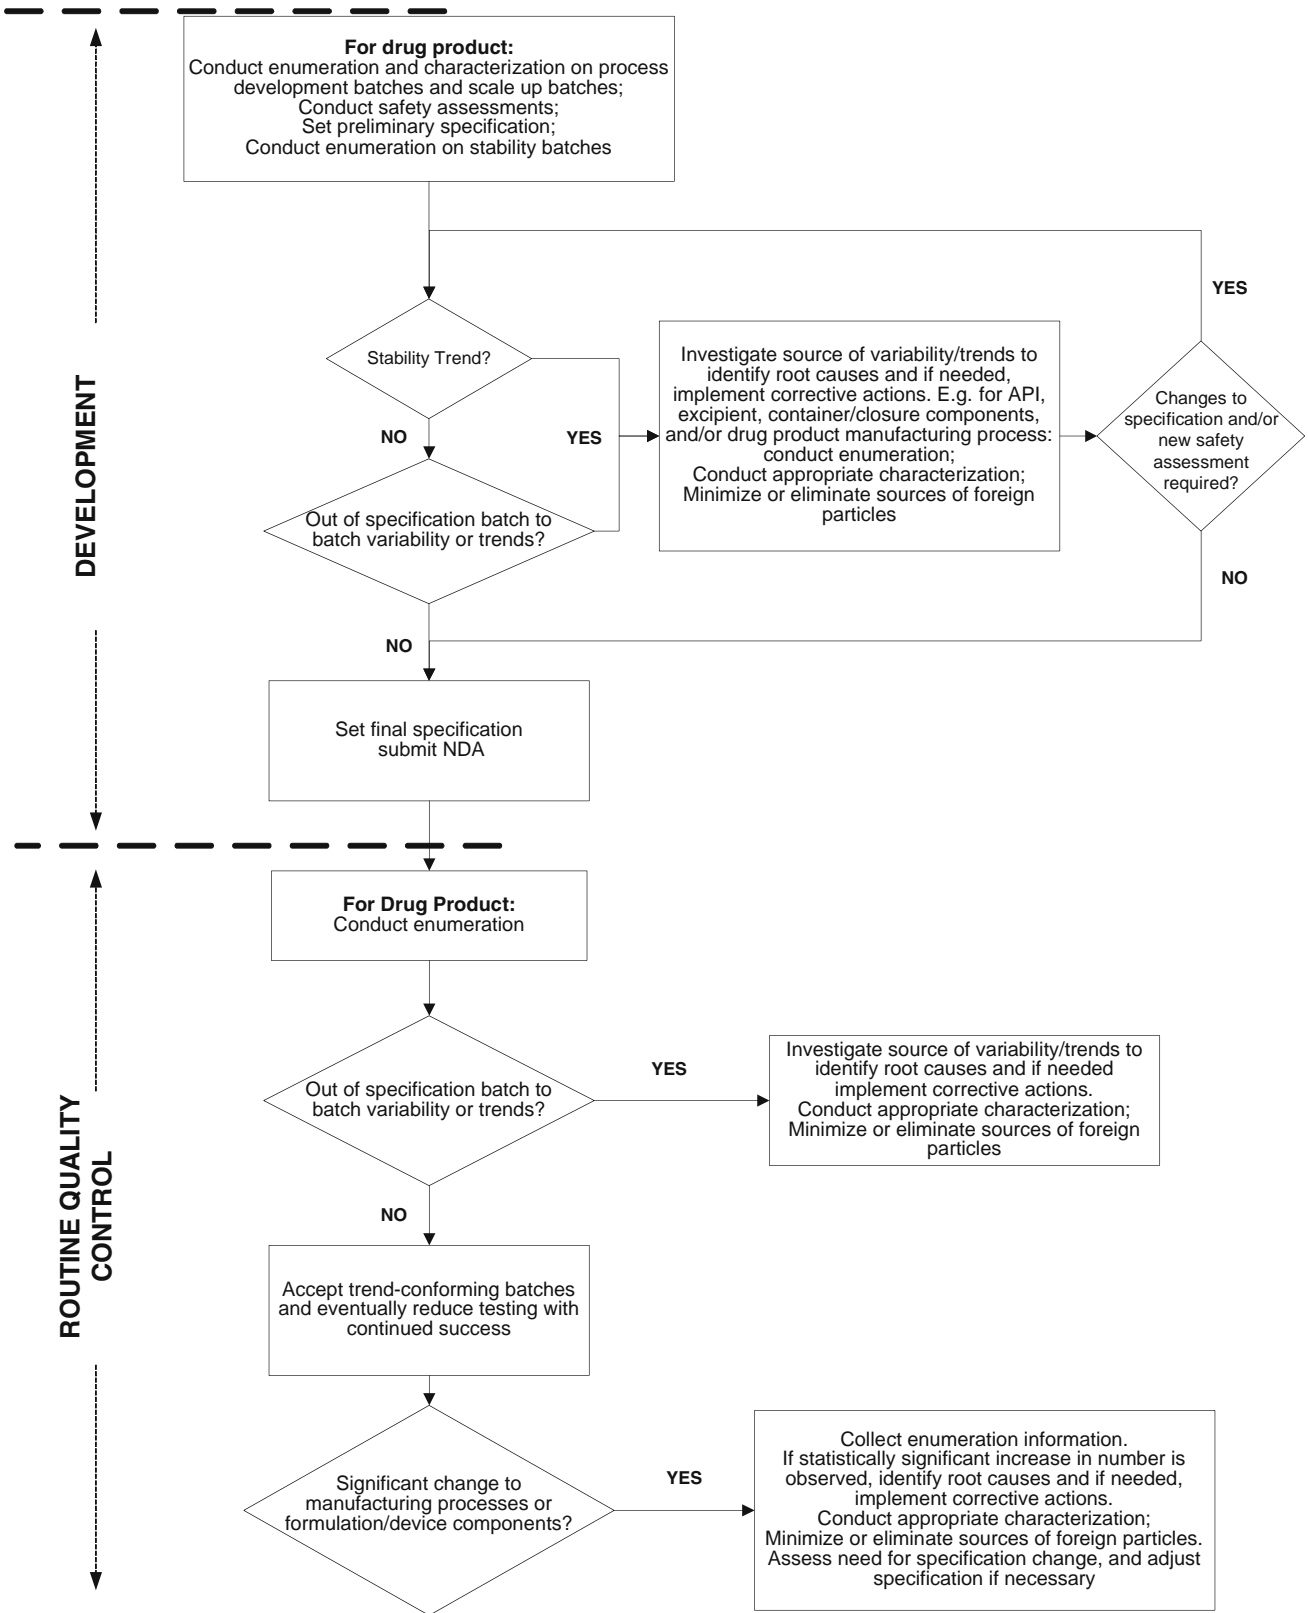 For drug product:
Conduct enumeration and characterization on process
development batches and scale up batches;
Conduct safety assessments;
Set preliminary specification;
Conduct enumeration on stability batches
YES
Stability Trend?
NO
YES
Investigate source of variability/trends to
identify root causes and if needed,
implement corrective actions. E.g. for API,
excipient, container/closure components,
and/or drug product manufacturing process:
conduct enumeration;
Conduct appropriate characterization;
Minimize or eliminate sources of foreign
particles
Changes to
specification and/or
new safety
assessment
required?
DEVELOPMENT
Out of specification batch to
batch variability or trends?
NO
NO
Set final specification
submit NDA
For Drug Product:
Conduct enumeration
Out of specification batch to
batch variability or trends?
YES
Investigate source of variability/trends to
identify root causes and if needed
implement corrective actions.
Conduct appropriate characterization;
Minimize or eliminate sources of foreign
particles
ROUTINE QUALITY
CONTROL
NO
Accept trend-conforming batches
and eventually reduce testing with
continued success
Significant change to
manufacturing processes or
formulation/device components?
YES
Collect enumeration information.
If statistically significant increase in number is
observed, identify root causes and if needed,
implement corrective actions.
Conduct appropriate characterization;
Minimize or eliminate sources of foreign particles.
Assess need for specification change, and adjust
specification if necessary